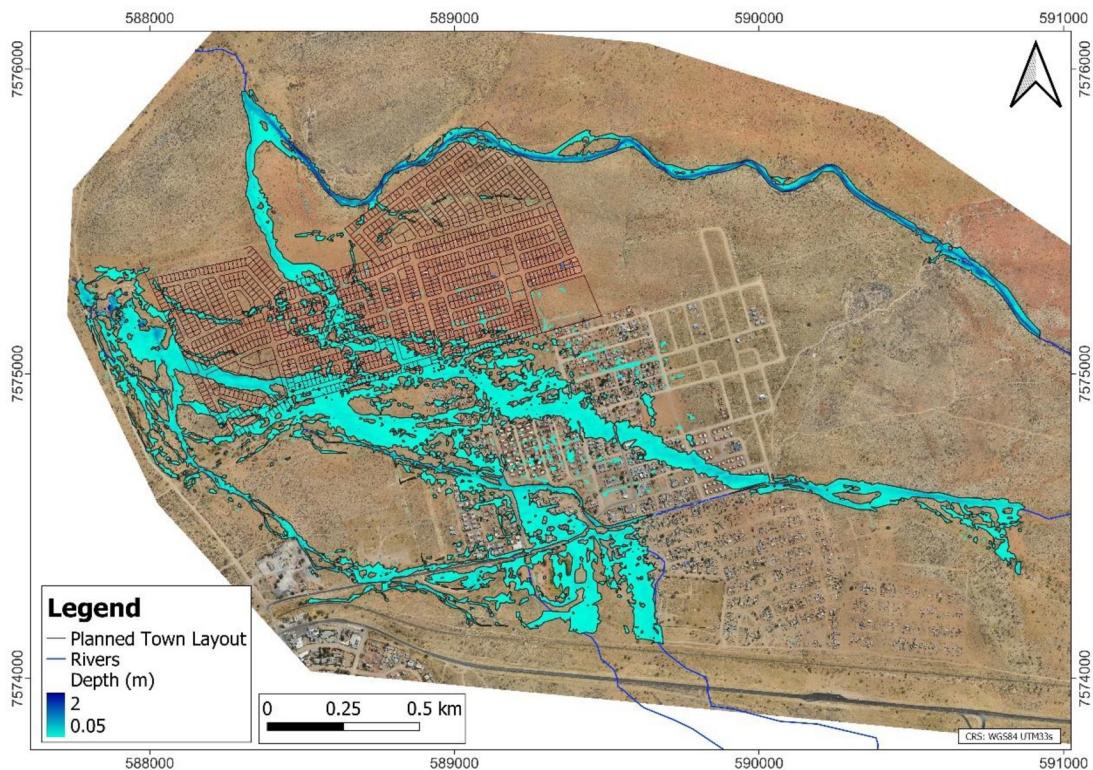 588000 589000 590000 591000
7576000 7576000
7575000 7575000
7574000 7574000
Legend
Planned Town Layout
Rivers
Depth (m)
2
0.05
0 0.25 0.5 km
CRS: WGS84 UTM33s
588000 589000 590000 591000